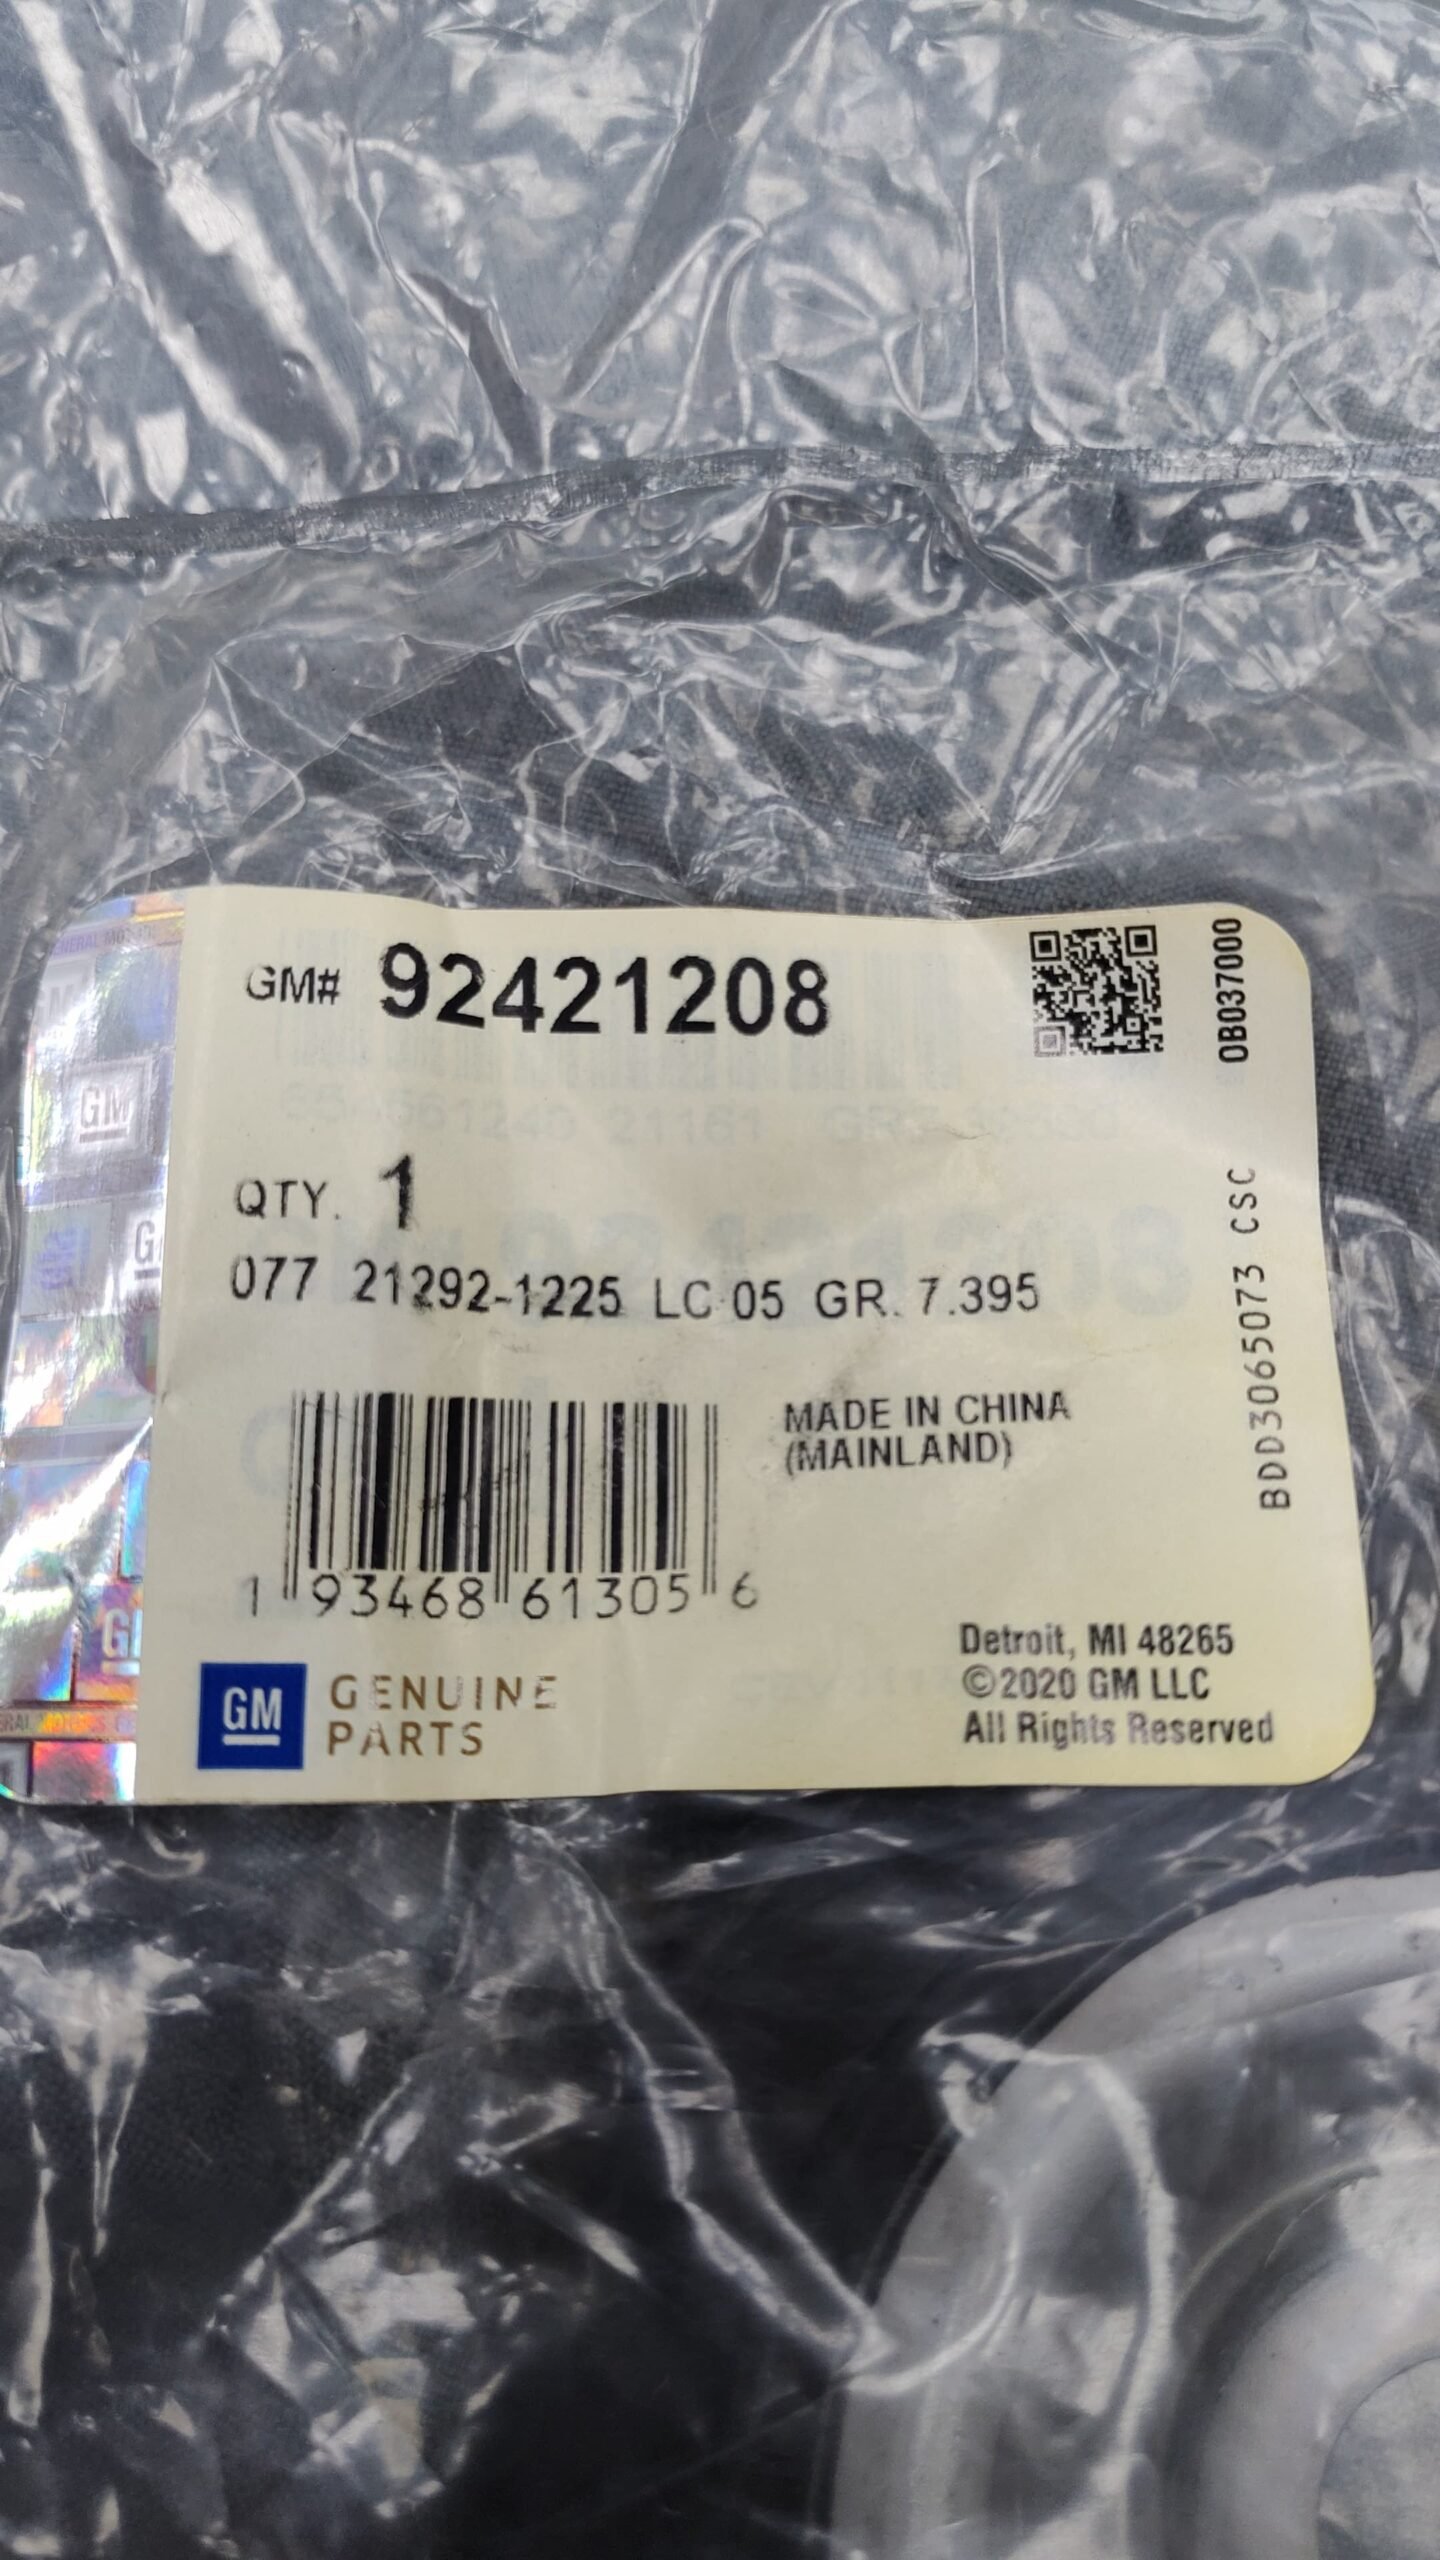 GM# 92421208
0B037000
QTY. 1
077 21292-1225 LC 05 GR. 7.395
BDD3065073 CSC
MADE IN CHINA
(MAINLAND)
1 93468 61305 6
GM GENUINE
PARTS
Detroit, MI 48265
©2020 GM LLC
All Rights Reserved
GM